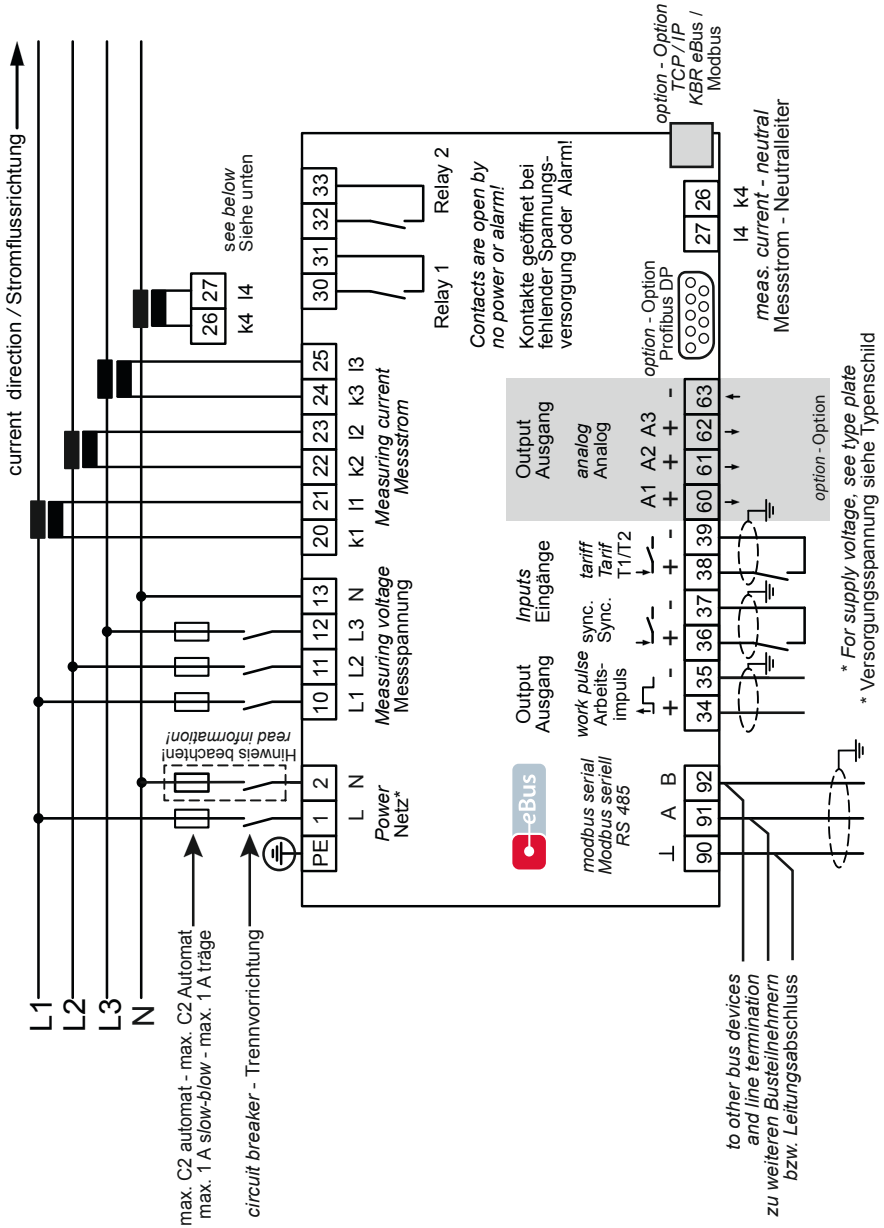 current direction / Stromflussrichtung
L1
L2
L3
N
max. C2 automat - max. C2 Automat
max. 1 A slow-blow - max. 1 A träge
circuit breaker - Trennvorrichtung
Hinweis beachten!
read information!
see below
Siehe unten
26 27
k4 l4
PE 1 2
L N
Power
Netz*
10 11 12 13
L1 L2 L3 N
Measuring voltage
Messspannung
20 21 22 23 24 25
k1 l1 k2 l2 k3 l3
Measuring current
Messstrom
30 31 32 33
Relay 1 Relay 2
Contacts are open by
no power or alarm!
Kontakte geöffnet bei
fehlender Spannungs-
versorgung oder Alarm!
eBus
modbus serial
Modbus seriell
RS 485
⊥ A B
90 91 92
Output
Ausgang
work pulse
Arbeits-
impuls
+ -
34 35
Inputs
Eingänge
sync.
Sync.
+ -
36 37
tariff
Tarif
T1/T2
+ -
38 39
Output
Ausgang
analog
Analog
A1 A2 A3
+ + + -
60 61 62 63
option - Option
option - Option
Profibus DP
27 26
l4 k4
meas. current - neutral
Messstrom - Neutralleiter
option - Option
TCP / IP
KBR eBus /
Modbus
to other bus devices
and line termination
zu weiteren Busteilnehmern
bzw. Leitungsabschluss
* For supply voltage, see type plate
* Versorgungsspannung siehe Typenschild